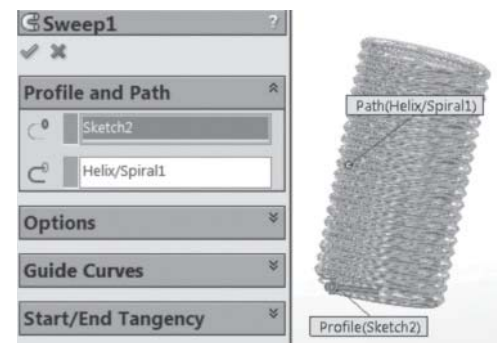 Sweep1 ?
Profile and Path
Sketch2
Helix/Spiral1
Options
Guide Curves
Start/End Tangency
Path(Helix/Spiral1)
Profile(Sketch2)